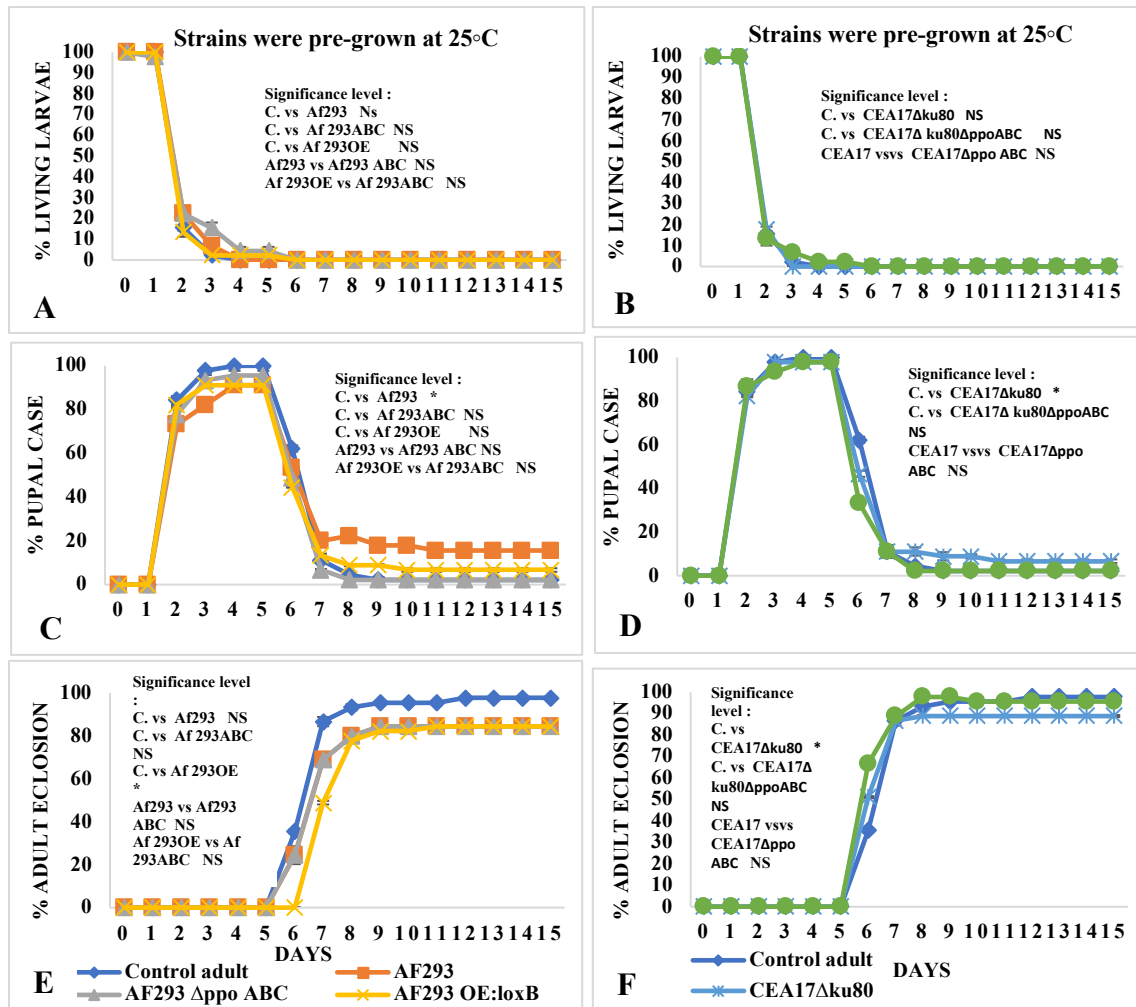 Strains were pre-grown at 25◦C
% LIVING LARVAE
100
90
80
70
60
50
40
30
20
10
0
Significance level :
C. vs Af293 Ns
C. vs Af 293ABC NS
C. vs Af 293OE NS
Af293 vs Af293 ABC NS
Af 293OE vs Af 293ABC NS
0 1 2 3 4 5 6 7 8 9 10 11 12 13 14 15
A
Strains were pre-grown at 25◦C
% LIVING LARVAE
100
90
80
70
60
50
40
30
20
10
0
Significance level :
C. vs CEA17Δku80 NS
C. vs CEA17Δ ku80ΔppoABC NS
CEA17 vsvs CEA17Δppo ABC NS
0 1 2 3 4 5 6 7 8 9 10 11 12 13 14 15
B
% PUPAL CASE
100
80
60
40
20
0
Significance level :
C. vs Af293 *
C. vs Af 293ABC NS
C. vs Af 293OE NS
Af293 vs Af293 ABC NS
Af 293OE vs Af 293ABC NS
0 1 2 3 4 5 6 7 8 9 10 11 12 13 14 15
C
% PUPAL CASE
100
80
60
40
20
0
Significance level :
C. vs CEA17Δku80 *
C. vs CEA17Δ ku80ΔppoABC
NS
CEA17 vsvs CEA17Δppo
ABC NS
0 1 2 3 4 5 6 7 8 9 10 11 12 13 14 15
D
% ADULT ECLOSION
100
80
60
40
20
0
Significance level
:
C. vs Af293 NS
C. vs Af 293ABC
NS
C. vs Af 293OE
*
Af293 vs Af293
ABC NS
Af 293OE vs Af
293ABC NS
0 1 2 3 4 5 6 7 8 9 10 11 12 13 14 15
DAYS
E
Control adult
AF293
AF293 Δppo ABC
AF293 OE:loxB
% ADULT ECLOSION
100
90
80
70
60
50
40
30
20
10
0
Significance
level :
C. vs
CEA17Δku80 *
C. vs CEA17Δ
ku80ΔppoABC
NS
CEA17 vsvs
CEA17Δppo
ABC NS
0 1 2 3 4 5 6 7 8 9 10 11 12 13 14 15
F
Control adult
DAYS
CEA17Δku80